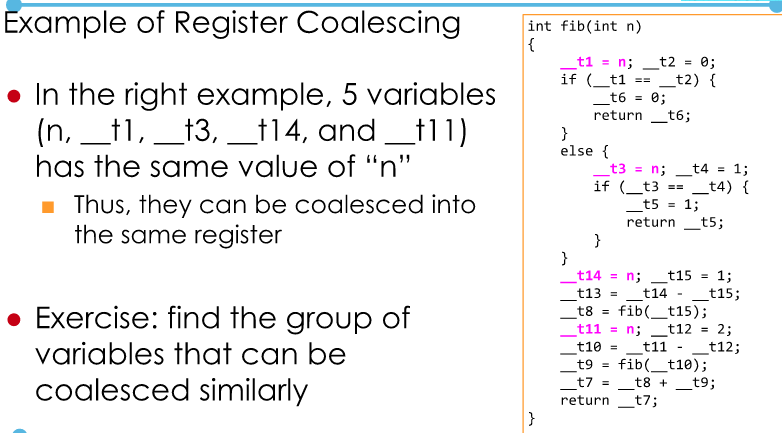 Example of Register Coalescing
● In the right example, 5 variables
(n, __t1, __t3, __t14, and __t11)
has the same value of “n”
■ Thus, they can be coalesced into
the same register
● Exercise: find the group of
variables that can be
coalesced similarly
int fib(int n)
{
    __t1 = n; __t2 = 0;
    if (__t1 == __t2) {
        __t6 = 0;
        return __t6;
    }
    else {
        __t3 = n; __t4 = 1;
        if (__t3 == __t4) {
            __t5 = 1;
            return __t5;
        }
    }
    __t14 = n; __t15 = 1;
    __t13 = __t14 - __t15;
    __t8 = fib(__t15);
    __t11 = n; __t12 = 2;
    __t10 = __t11 - __t12;
    __t9 = fib(__t10);
    __t7 = __t8 + __t9;
    return __t7;
}